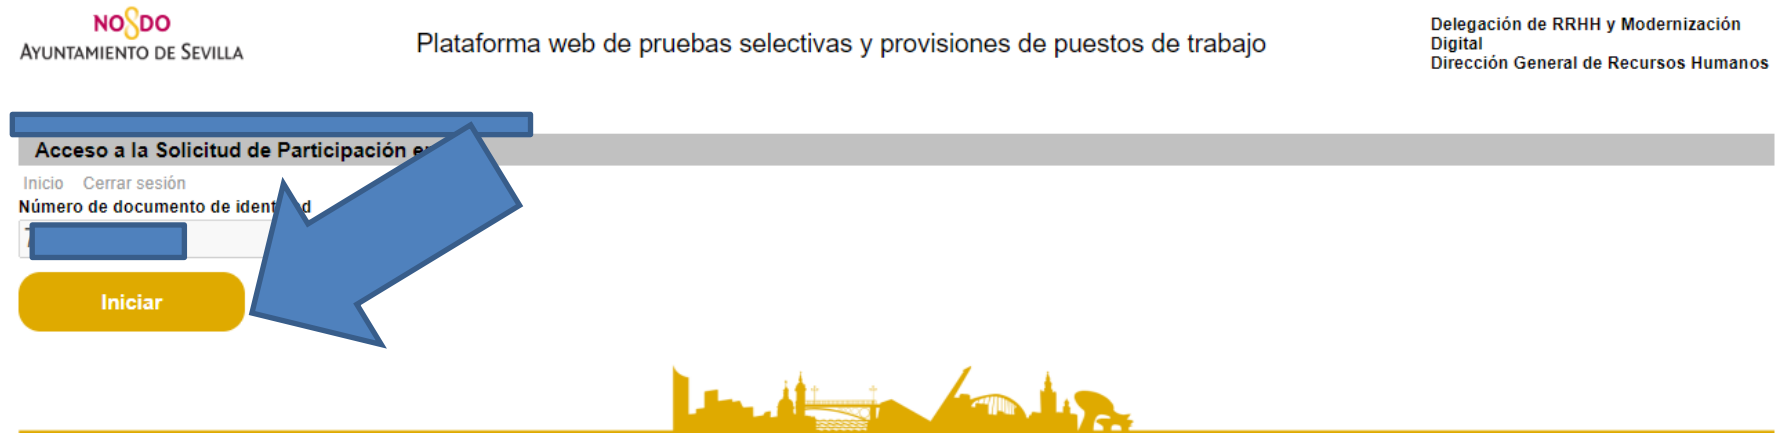 NO8DO
AYUNTAMIENTO DE SEVILLA
Plataforma web de pruebas selectivas y provisiones de puestos de trabajo
Delegación de RRHH y Modernización
Digital
Dirección General de Recursos Humanos
Acceso a la Solicitud de Participación
Inicio Cerrar sesión
Número de documento de
Iniciar